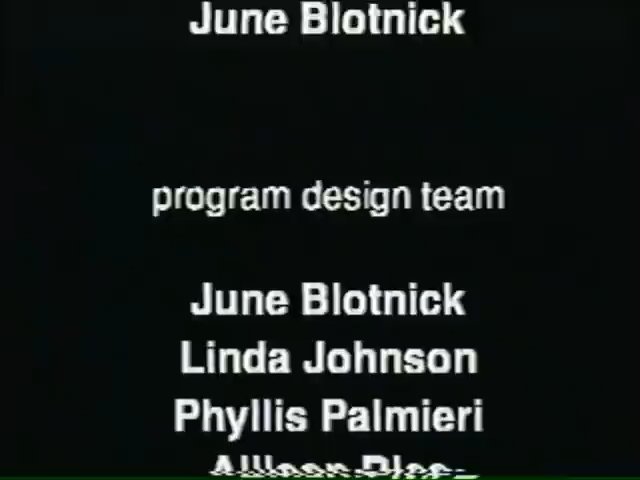 June Blotnick
program design team
June Blotnick
Linda Johnson
Phyllis Palmieri